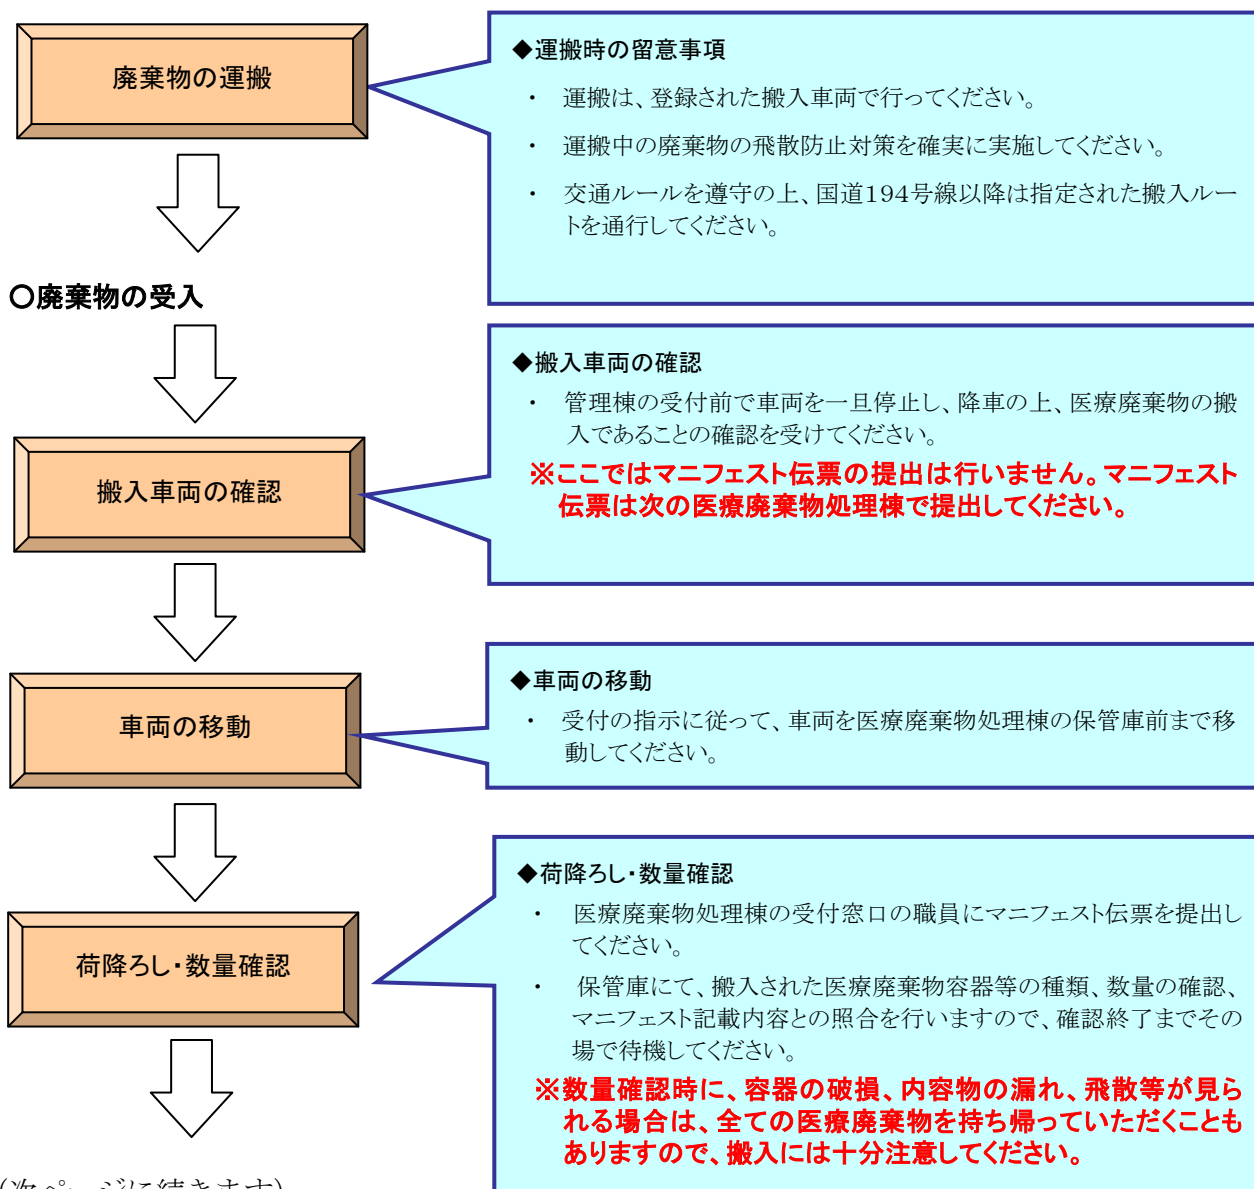 廃棄物の運搬
◆運搬時の留意事項
・ 運搬は、登録された搬入車両で行ってください。
・ 運搬中の廃棄物の飛散防止対策を確実に実施してください。
・ 交通ルールを遵守の上、国道194号線以降は指定された搬入ルー
トを通行してください。
〇廃棄物の受入
搬入車両の確認
◆搬入車両の確認
・ 管理棟の受付前で車両を一旦停止し、降車の上、医療廃棄物の搬
入であることの確認を受けてください。
※ここではマニフェスト伝票の提出は行いません。マニフェスト
伝票は次の医療廃棄物処理棟で提出してください。
車両の移動
◆車両の移動
・ 受付の指示に従って、車両を医療廃棄物処理棟の保管庫前まで移
動してください。
荷降ろし・数量確認
◆荷降ろし・数量確認
・ 医療廃棄物処理棟の受付窓口の職員にマニフェスト伝票を提出し
てください。
・ 保管庫にて、搬入された医療廃棄物容器等の種類、数量の確認、
マニフェスト記載内容との照合を行いますので、確認終了までその
場で待機してください。
※数量確認時に、容器の破損、内容物の漏れ、飛散等が見ら
れる場合は、全ての医療廃棄物を持ち帰っていただくことも
ありますので、搬入には十分注意してください。
(次ページに続きます)